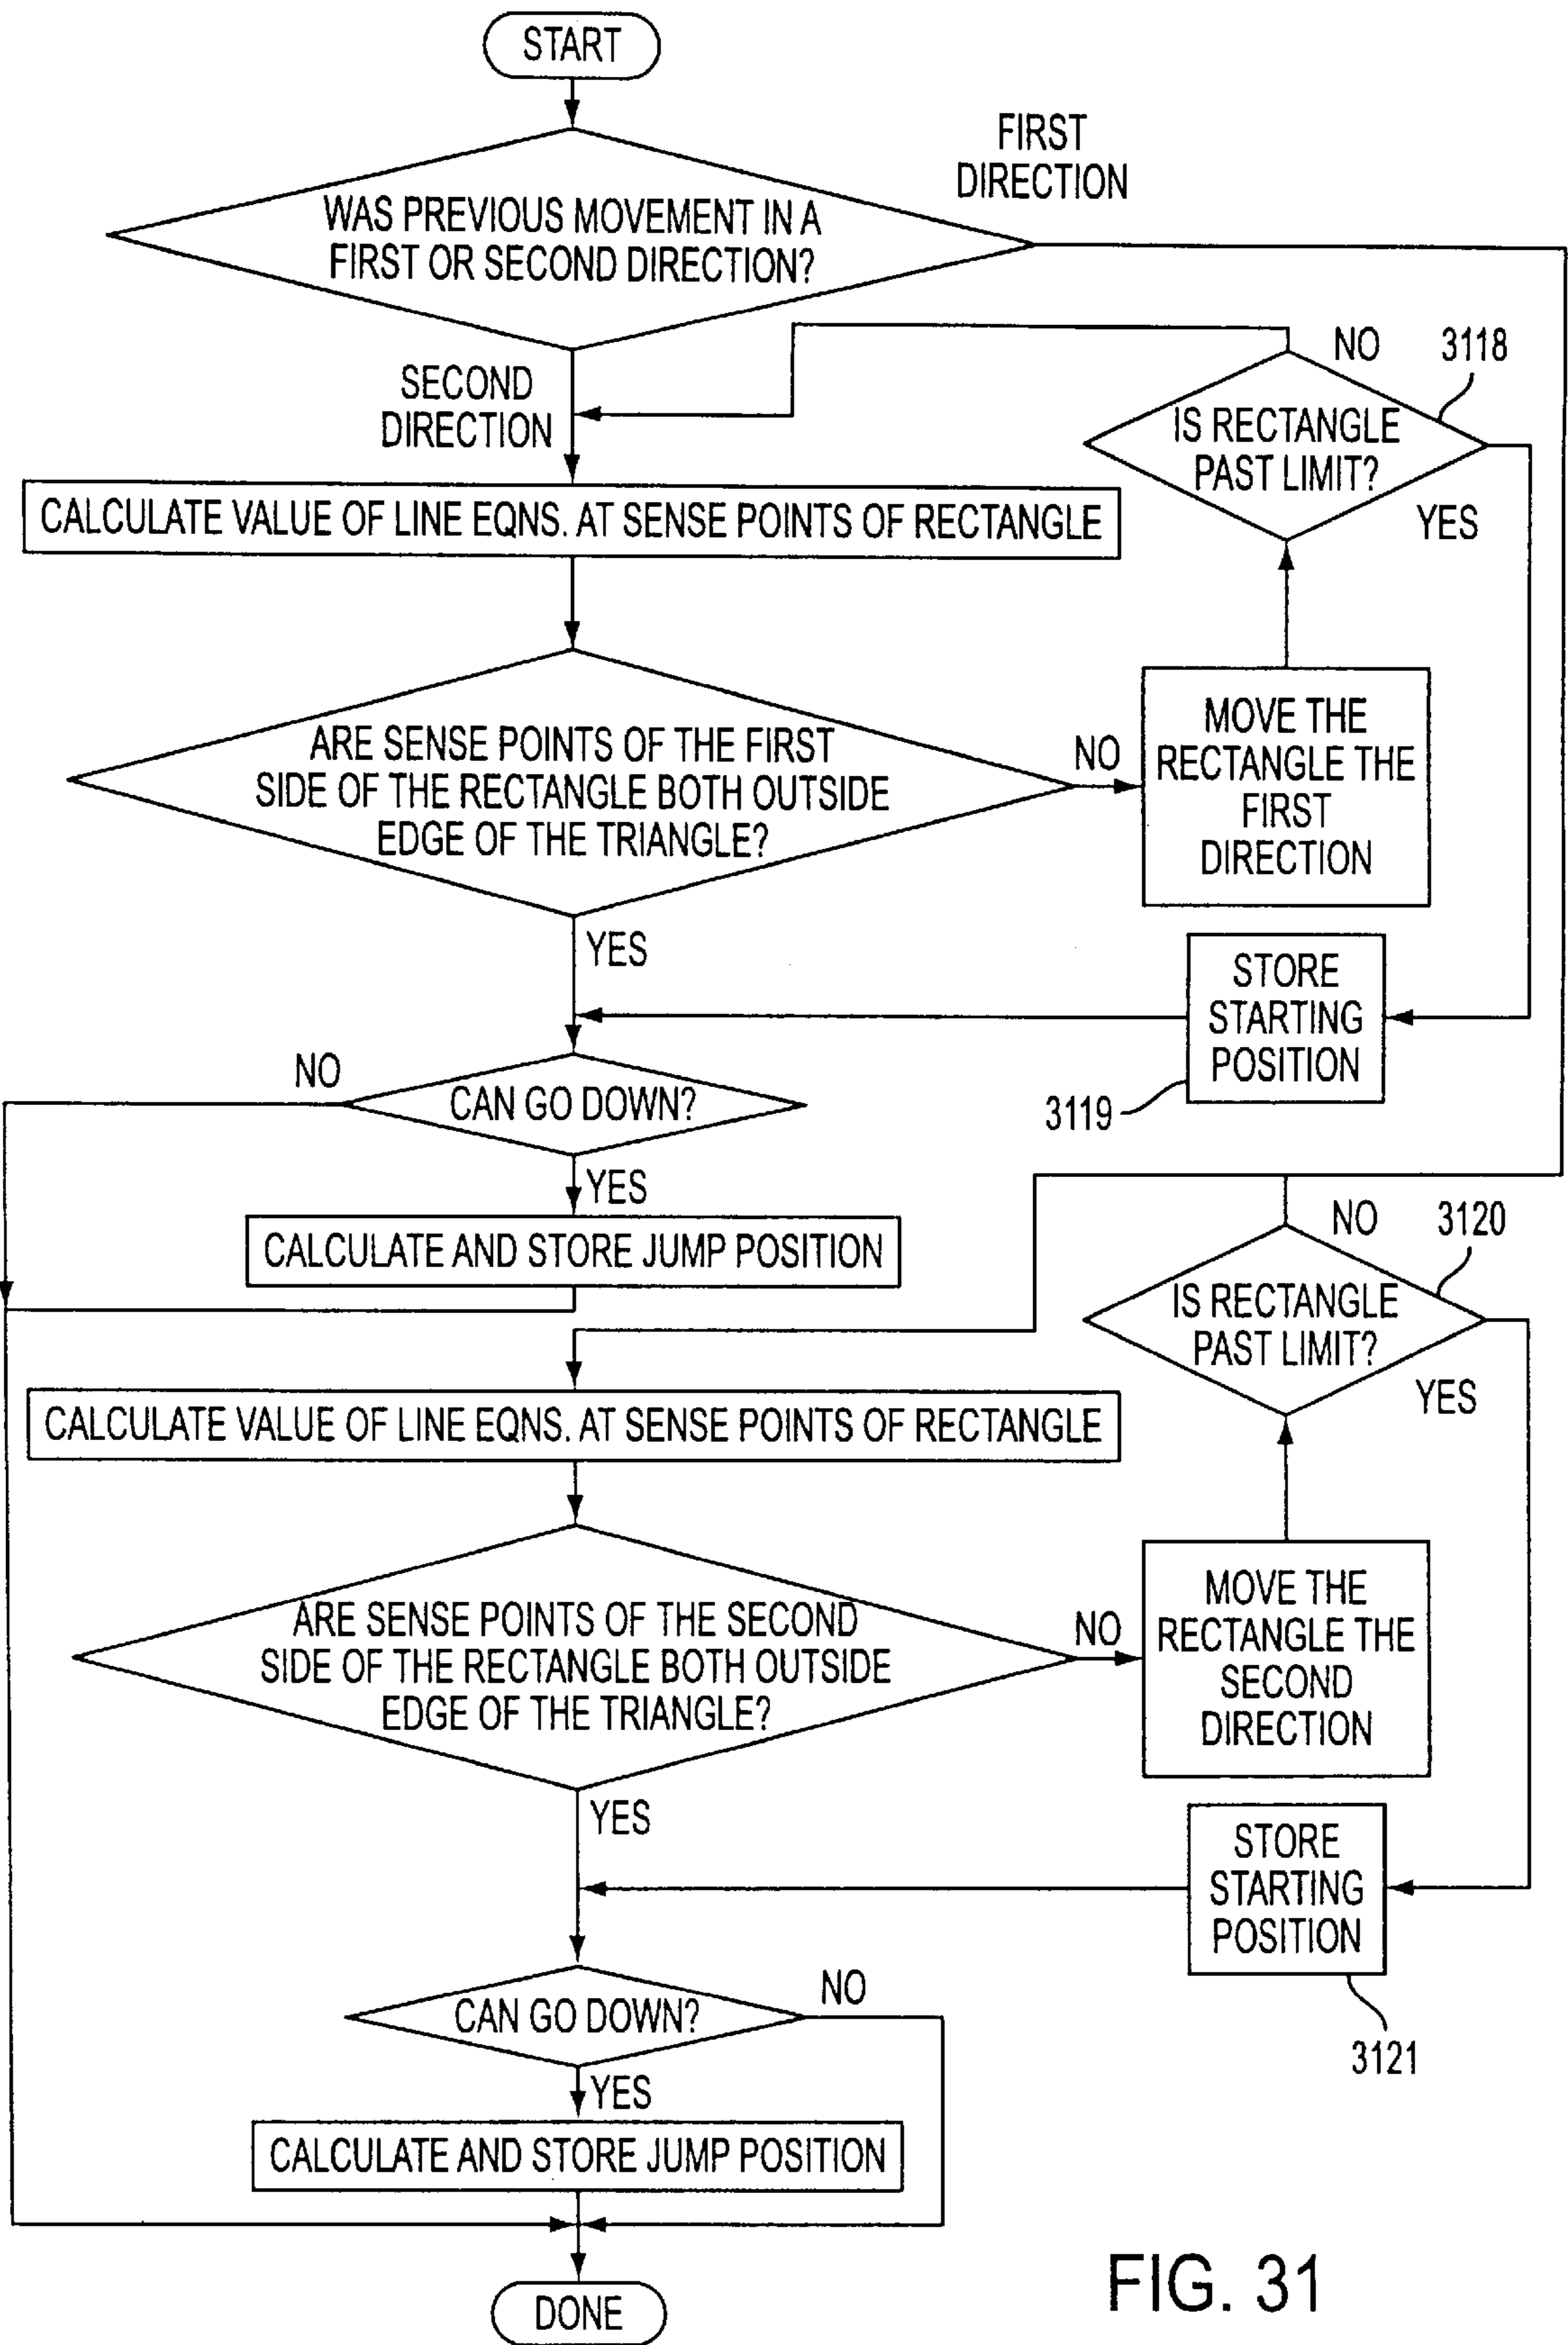 START
FIRST
DIRECTION
WAS PREVIOUS MOVEMENT IN A
FIRST OR SECOND DIRECTION?
NO
3118
SECOND
DIRECTION
IS RECTANGLE
PAST LIMIT?
YES
CALCULATE VALUE OF LINE EQNS. AT SENSE POINTS OF RECTANGLE
ARE SENSE POINTS OF THE FIRST
SIDE OF THE RECTANGLE BOTH OUTSIDE
EDGE OF THE TRIANGLE?
NO
MOVE THE
RECTANGLE THE
FIRST
DIRECTION
YES
STORE
STARTING
POSITION
3119
NO
CAN GO DOWN?
YES
CALCULATE AND STORE JUMP POSITION
NO
3120
IS RECTANGLE
PAST LIMIT?
YES
CALCULATE VALUE OF LINE EQNS. AT SENSE POINTS OF RECTANGLE
ARE SENSE POINTS OF THE SECOND
SIDE OF THE RECTANGLE BOTH OUTSIDE
EDGE OF THE TRIANGLE?
NO
MOVE THE
RECTANGLE THE
SECOND
DIRECTION
YES
STORE
STARTING
POSITION
3121
CAN GO DOWN?
NO
YES
CALCULATE AND STORE JUMP POSITION
DONE
FIG. 31